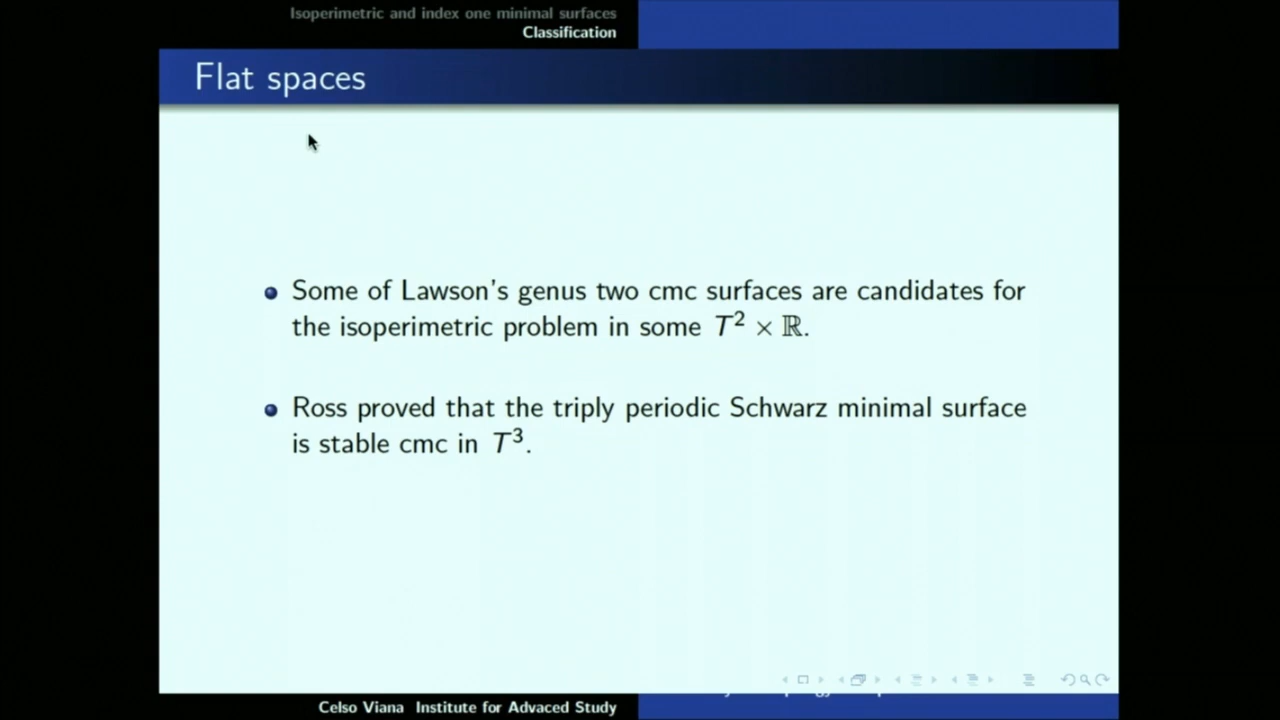 Isoperimetric and index one minimal surfaces
Classification
Flat spaces
Some of Lawson's genus two cmc surfaces are candidates for
the isoperimetric problem in some T² × ℝ.
Ross proved that the triply periodic Schwarz minimal surface
is stable cmc in T³.
Celso Viana Institute for Advaced Study